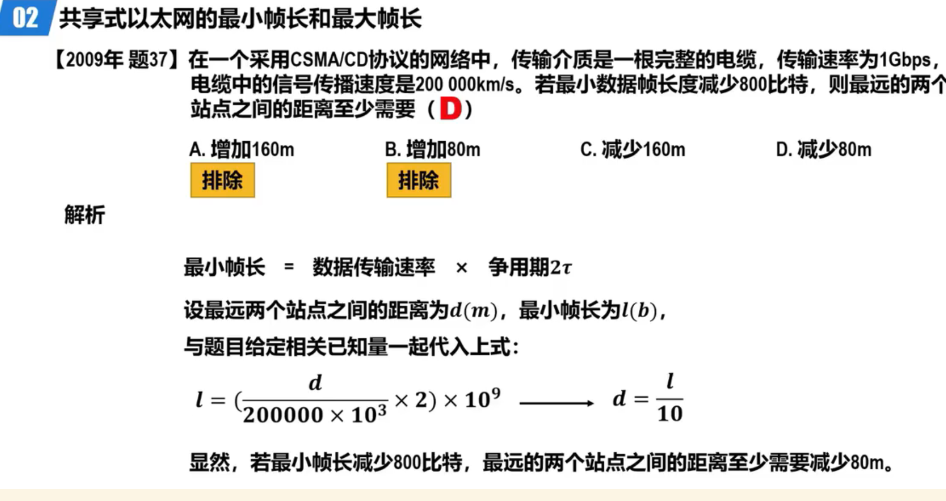 02 共享式以太网的最小帧长和最大帧长
【2009年 题37】在一个采用CSMA/CD协议的网络中，传输介质是一根完整的电缆，传输速率为1Gbps，
电缆中的信号传播速度是200 000km/s。若最小数据帧长度减少800比特，则最远的两个
站点之间的距离至少需要（D）
A. 增加160m B. 增加80m C. 减少160m D. 减少80m
排除 排除
解析
最小帧长 = 数据传输速率 × 争用期2τ
设最远两个站点之间的距离为d(m)，最小帧长为l(b)，
与题目给定相关已知量一起代入上式：
l = (d/(200000 × 10³) × 2) × 10⁹ ⟶ d = l/10
显然，若最小帧长减少800比特，最远的两个站点之间的距离至少需要减少80m。